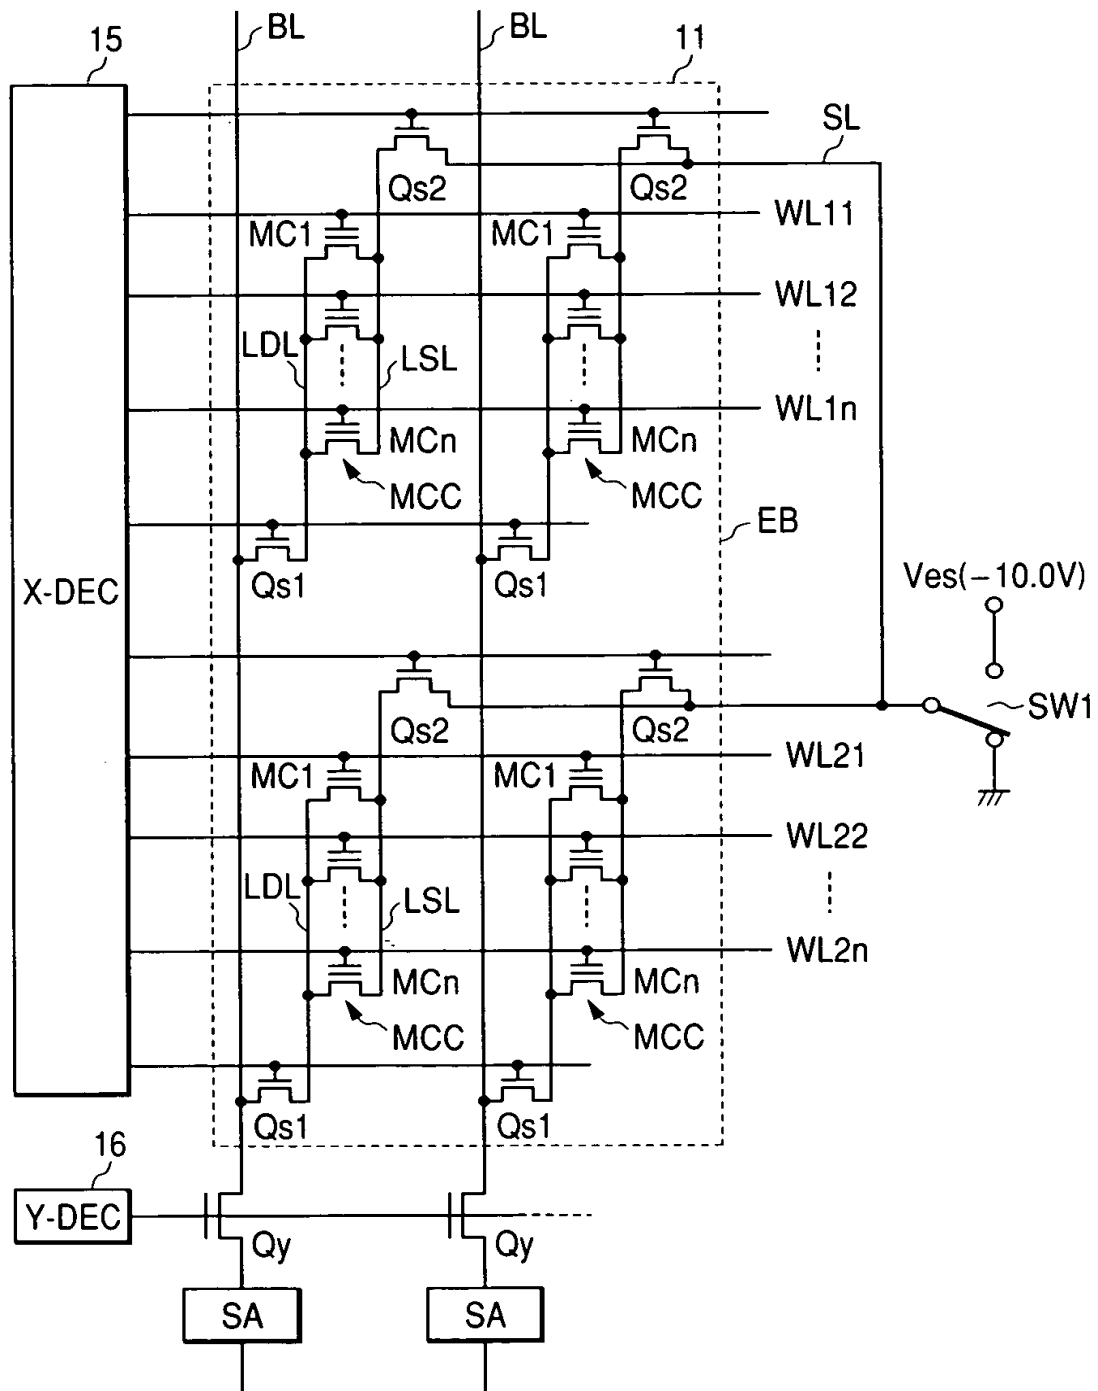 BL
BL
15
11
SL
Qs2
Qs2
MC1
MC1
WL11
WL12
LDL
LSL
WL1n
MCn
MCn
MCC
MCC
EB
Qs1
Qs1
X-DEC
Ves(−10.0V)
SW1
Qs2
Qs2
MC1
MC1
WL21
WL22
LDL
LSL
WL2n
MCn
MCn
MCC
MCC
Qs1
Qs1
16
Y-DEC
Qy
Qy
SA
SA